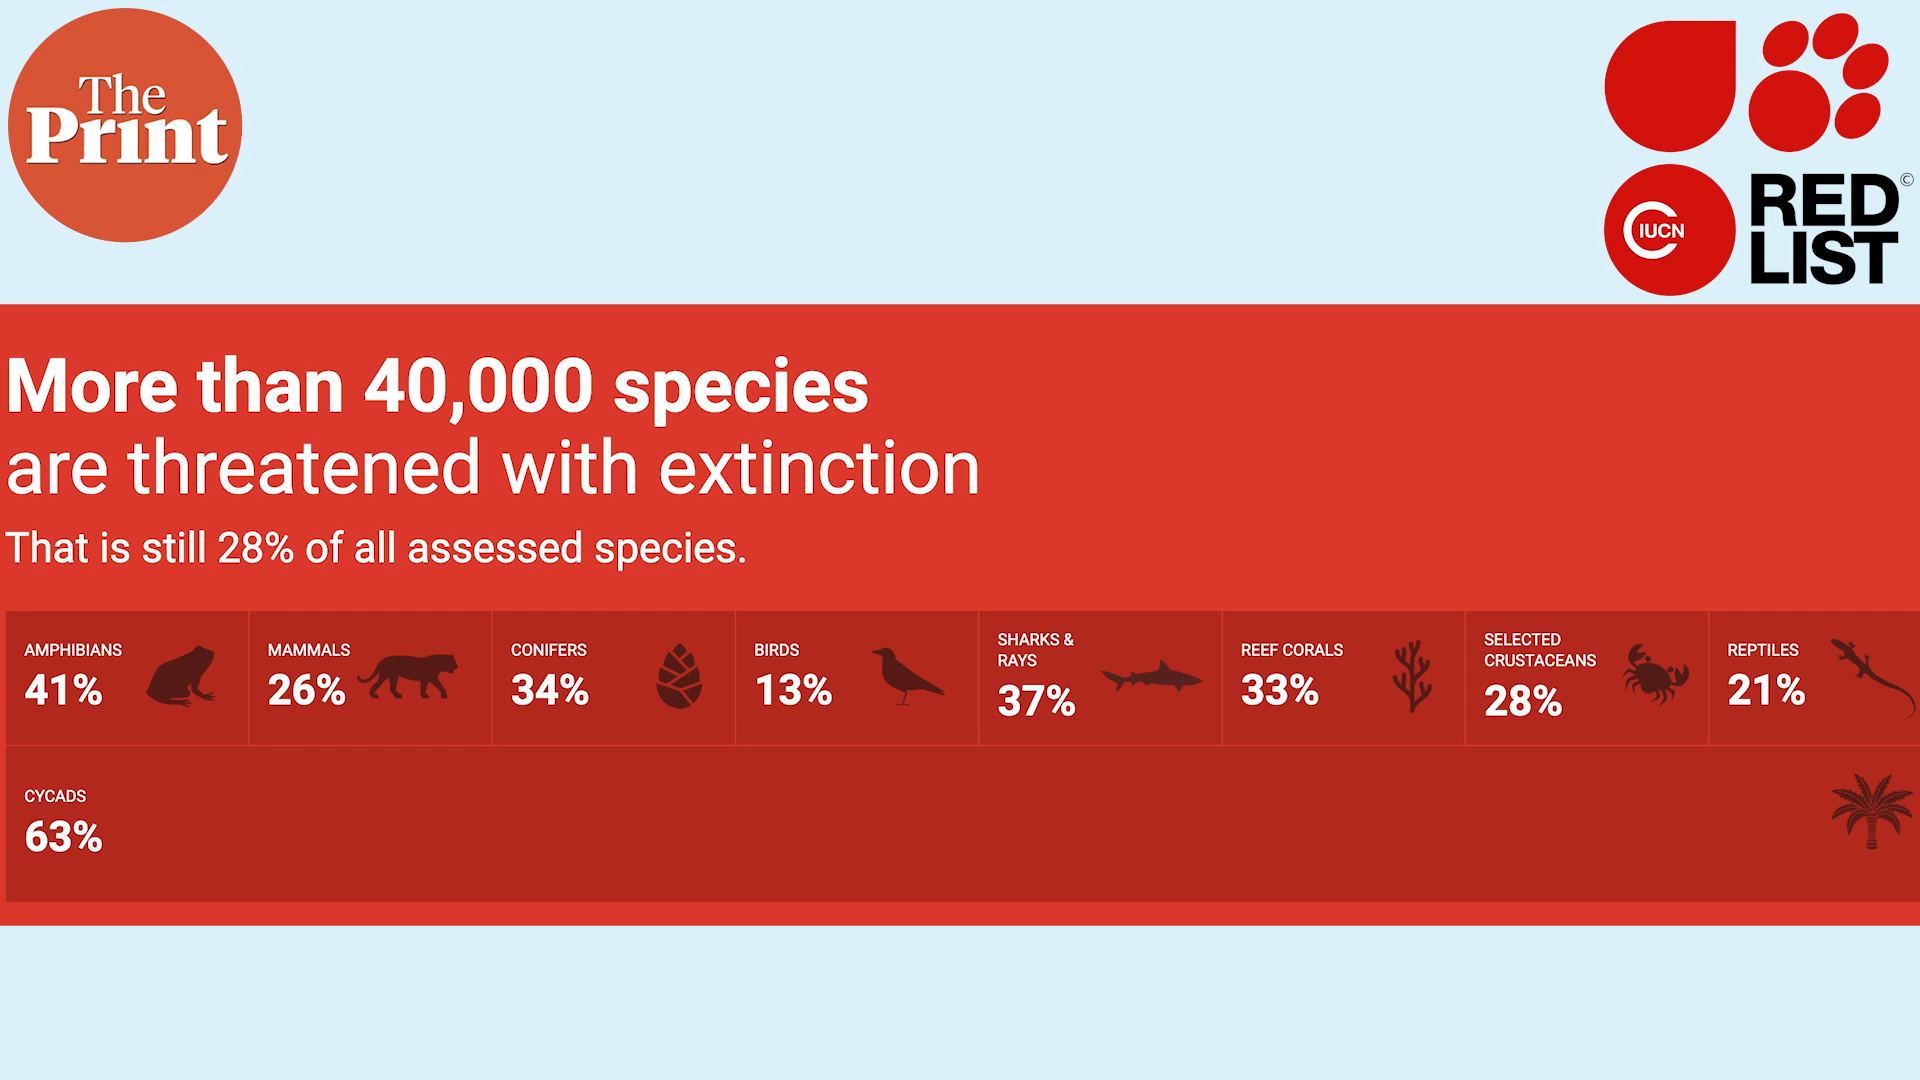 The
Print
RED©
LIST
IUCN
More than 40,000 species
are threatened with extinction
That is still 28% of all assessed species.
AMPHIBIANS
41%
MAMMALS
26%
CONIFERS
34%
BIRDS
13%
SHARKS &
RAYS
37%
REEF CORALS
33%
SELECTED
CRUSTACEANS
28%
REPTILES
21%
CYCADS
63%